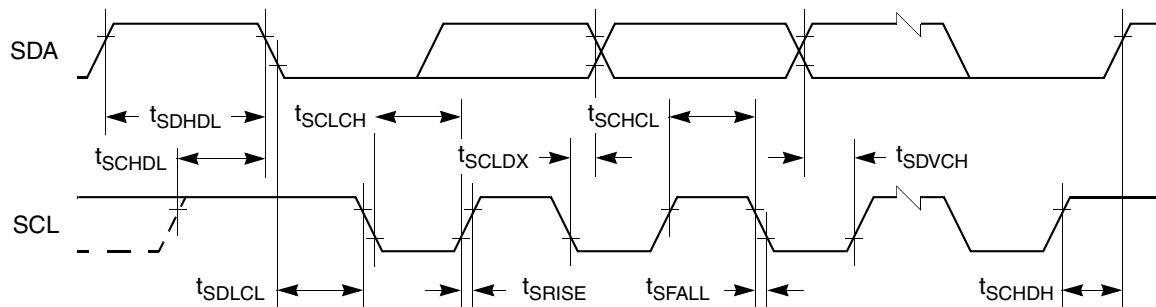 SDA
tSDHDL
tSCLCH
tSCHCL
tSCHDL
tSCLDX
tSDVCH
SCL
tSDLCL
tSRISE
tSFALL
tSCHDH